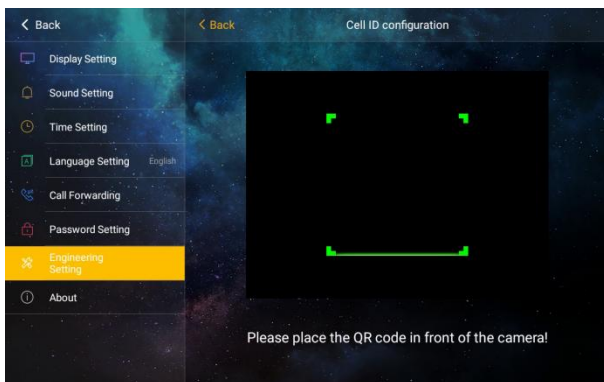 Back
Back
Cell ID configuration
Display Setting
Sound Setting
Time Setting
Language Setting English
Call Forwarding
Password Setting
Engineering
Setting
About
Please place the QR code in front of the camera!